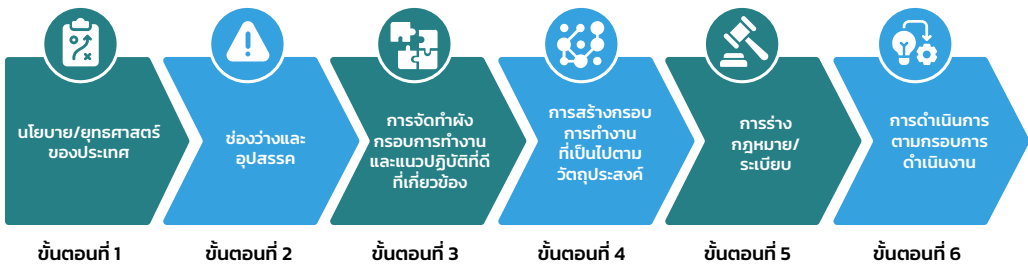 นโยบาย/ยุทธศาสตร์
ของประเทศ
ช่องว่างและ
อุปสรรค
การจัดทำผัง
กรอบการทำงาน
และแนวปฏิบัติที่ดี
ที่เกี่ยวข้อง
การสร้างกรอบ
การทำงาน
ที่เป็นไปตาม
วัตถุประสงค์
การร่าง
กฎหมาย/
ระเบียบ
การดำเนินการ
ตามกรอบการ
ดำเนินงาน
ขั้นตอนที่ 1
ขั้นตอนที่ 2
ขั้นตอนที่ 3
ขั้นตอนที่ 4
ขั้นตอนที่ 5
ขั้นตอนที่ 6